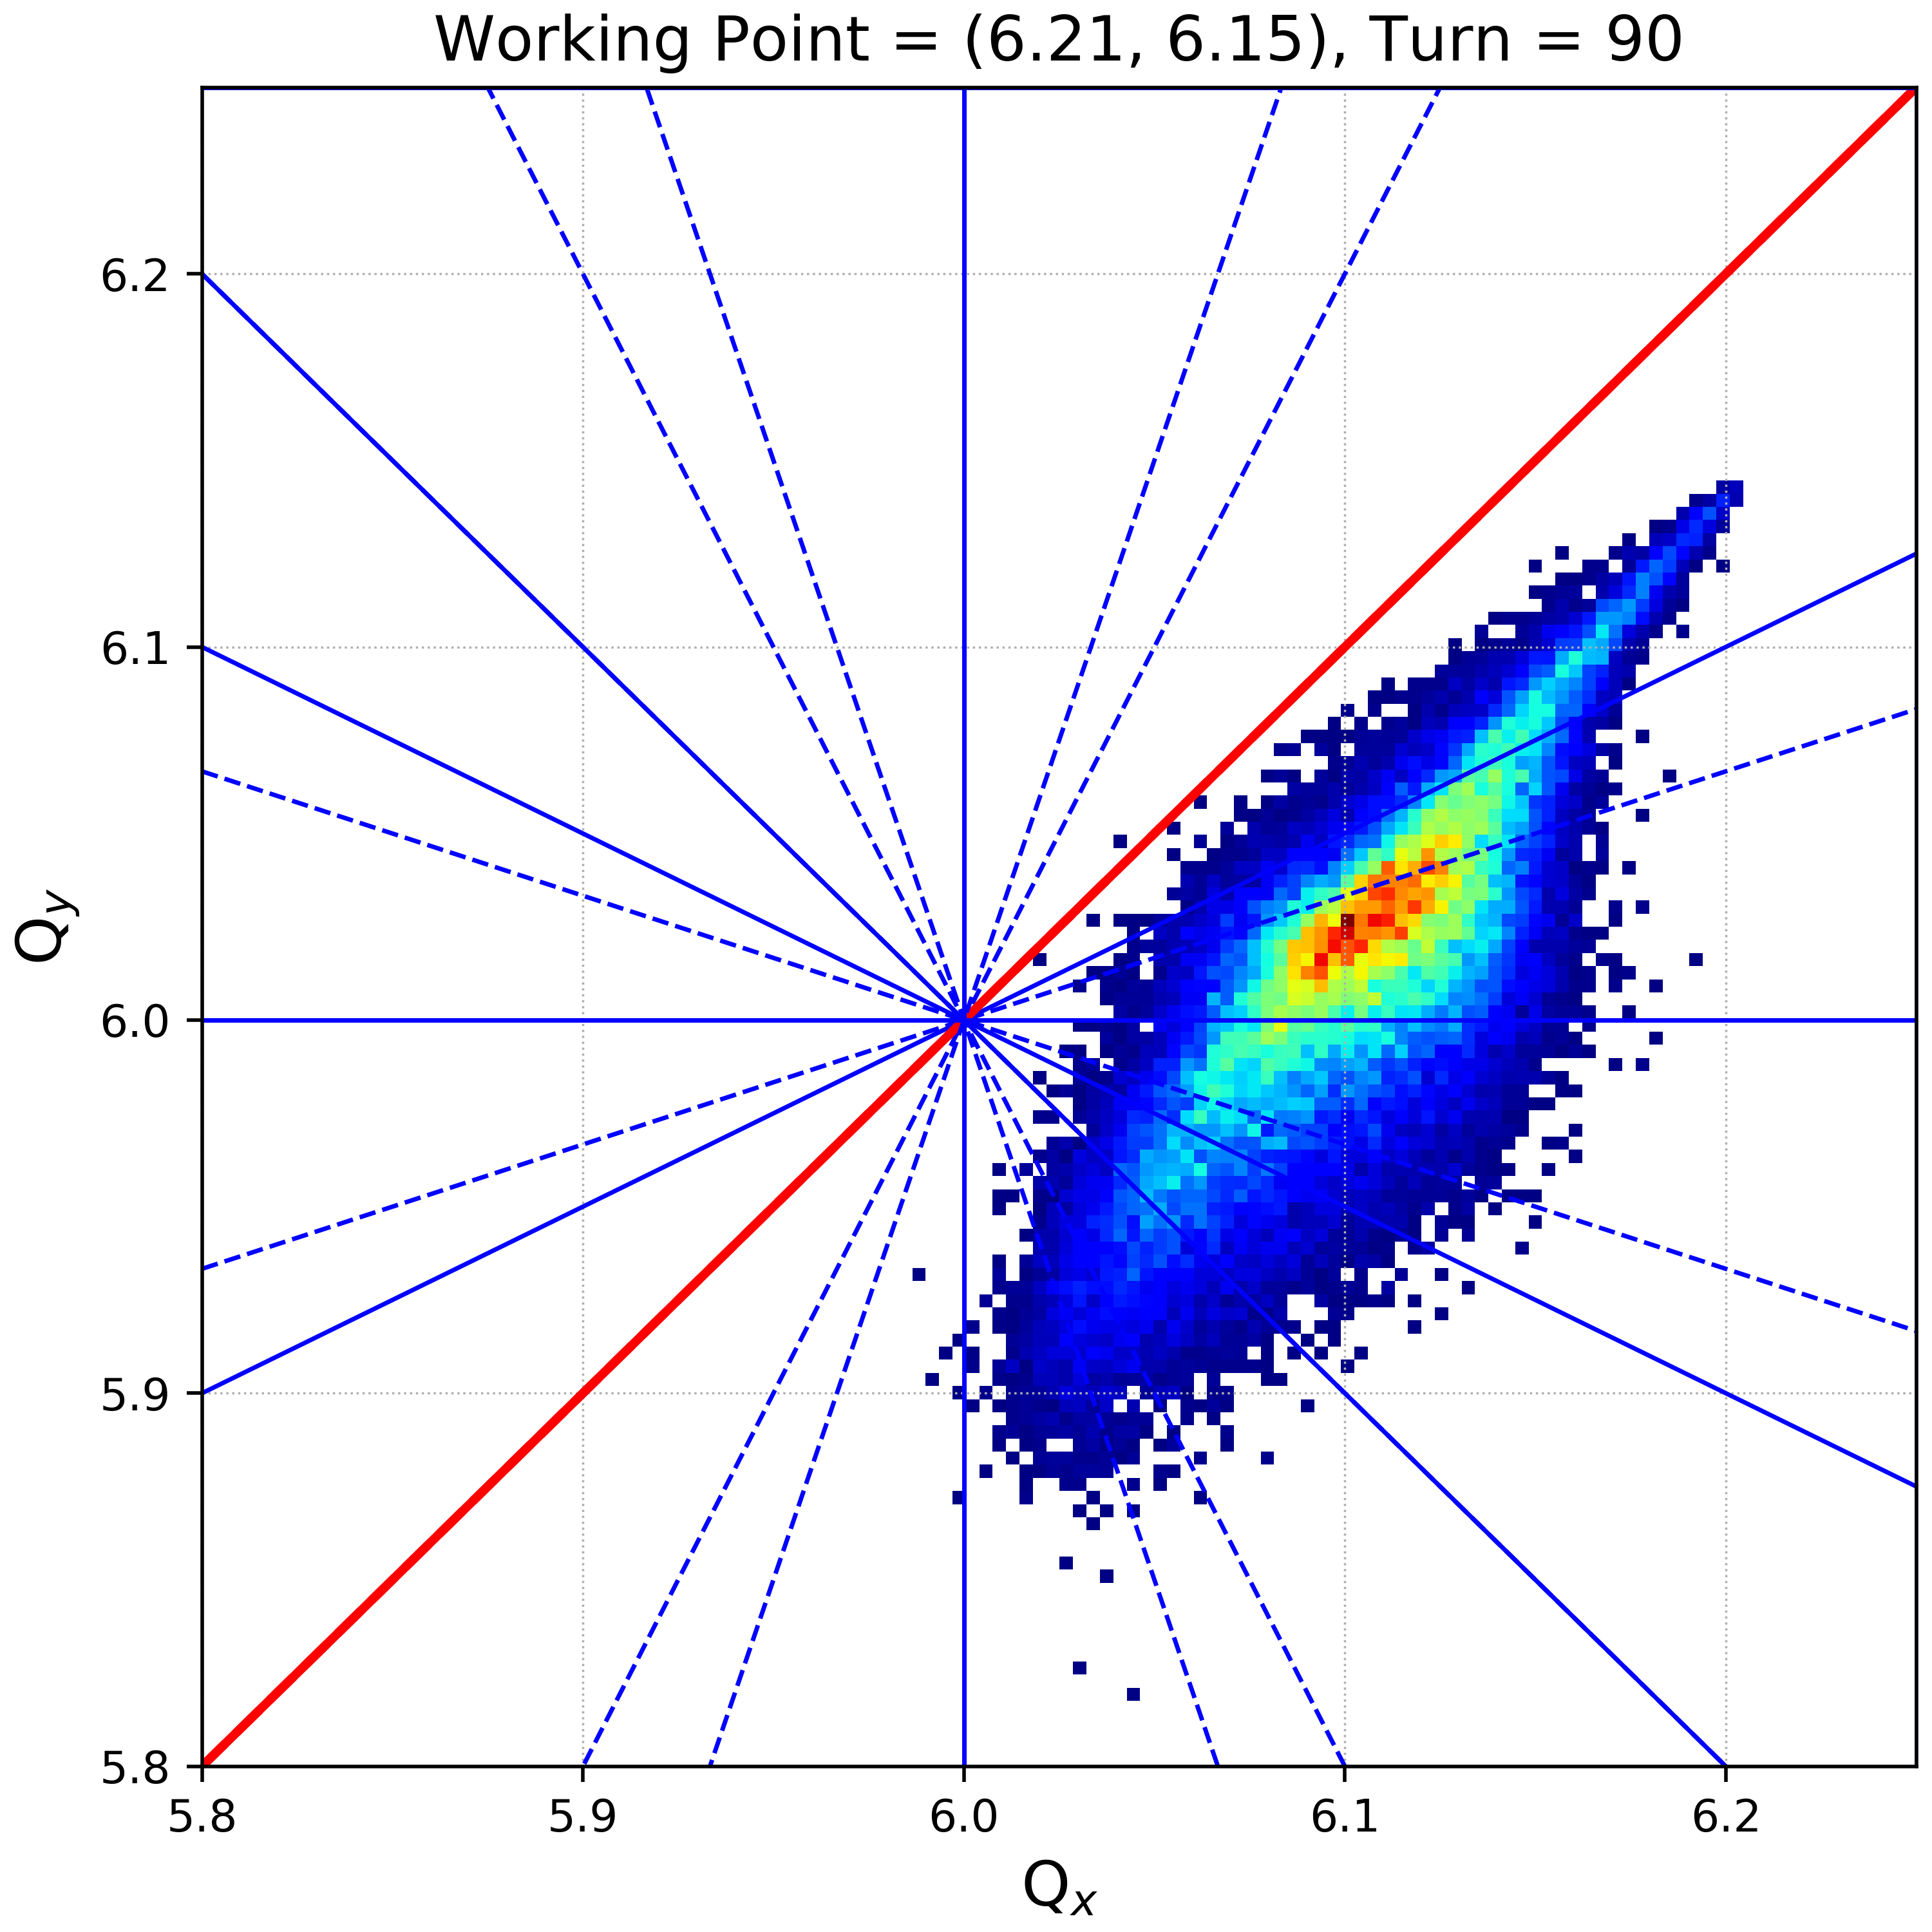 Working Point = (6.21, 6.15), Turn = 90
6.2
6.1
6.0
5.9
5.8
Qy
5.8 5.9 6.0 6.1 6.2
Qx